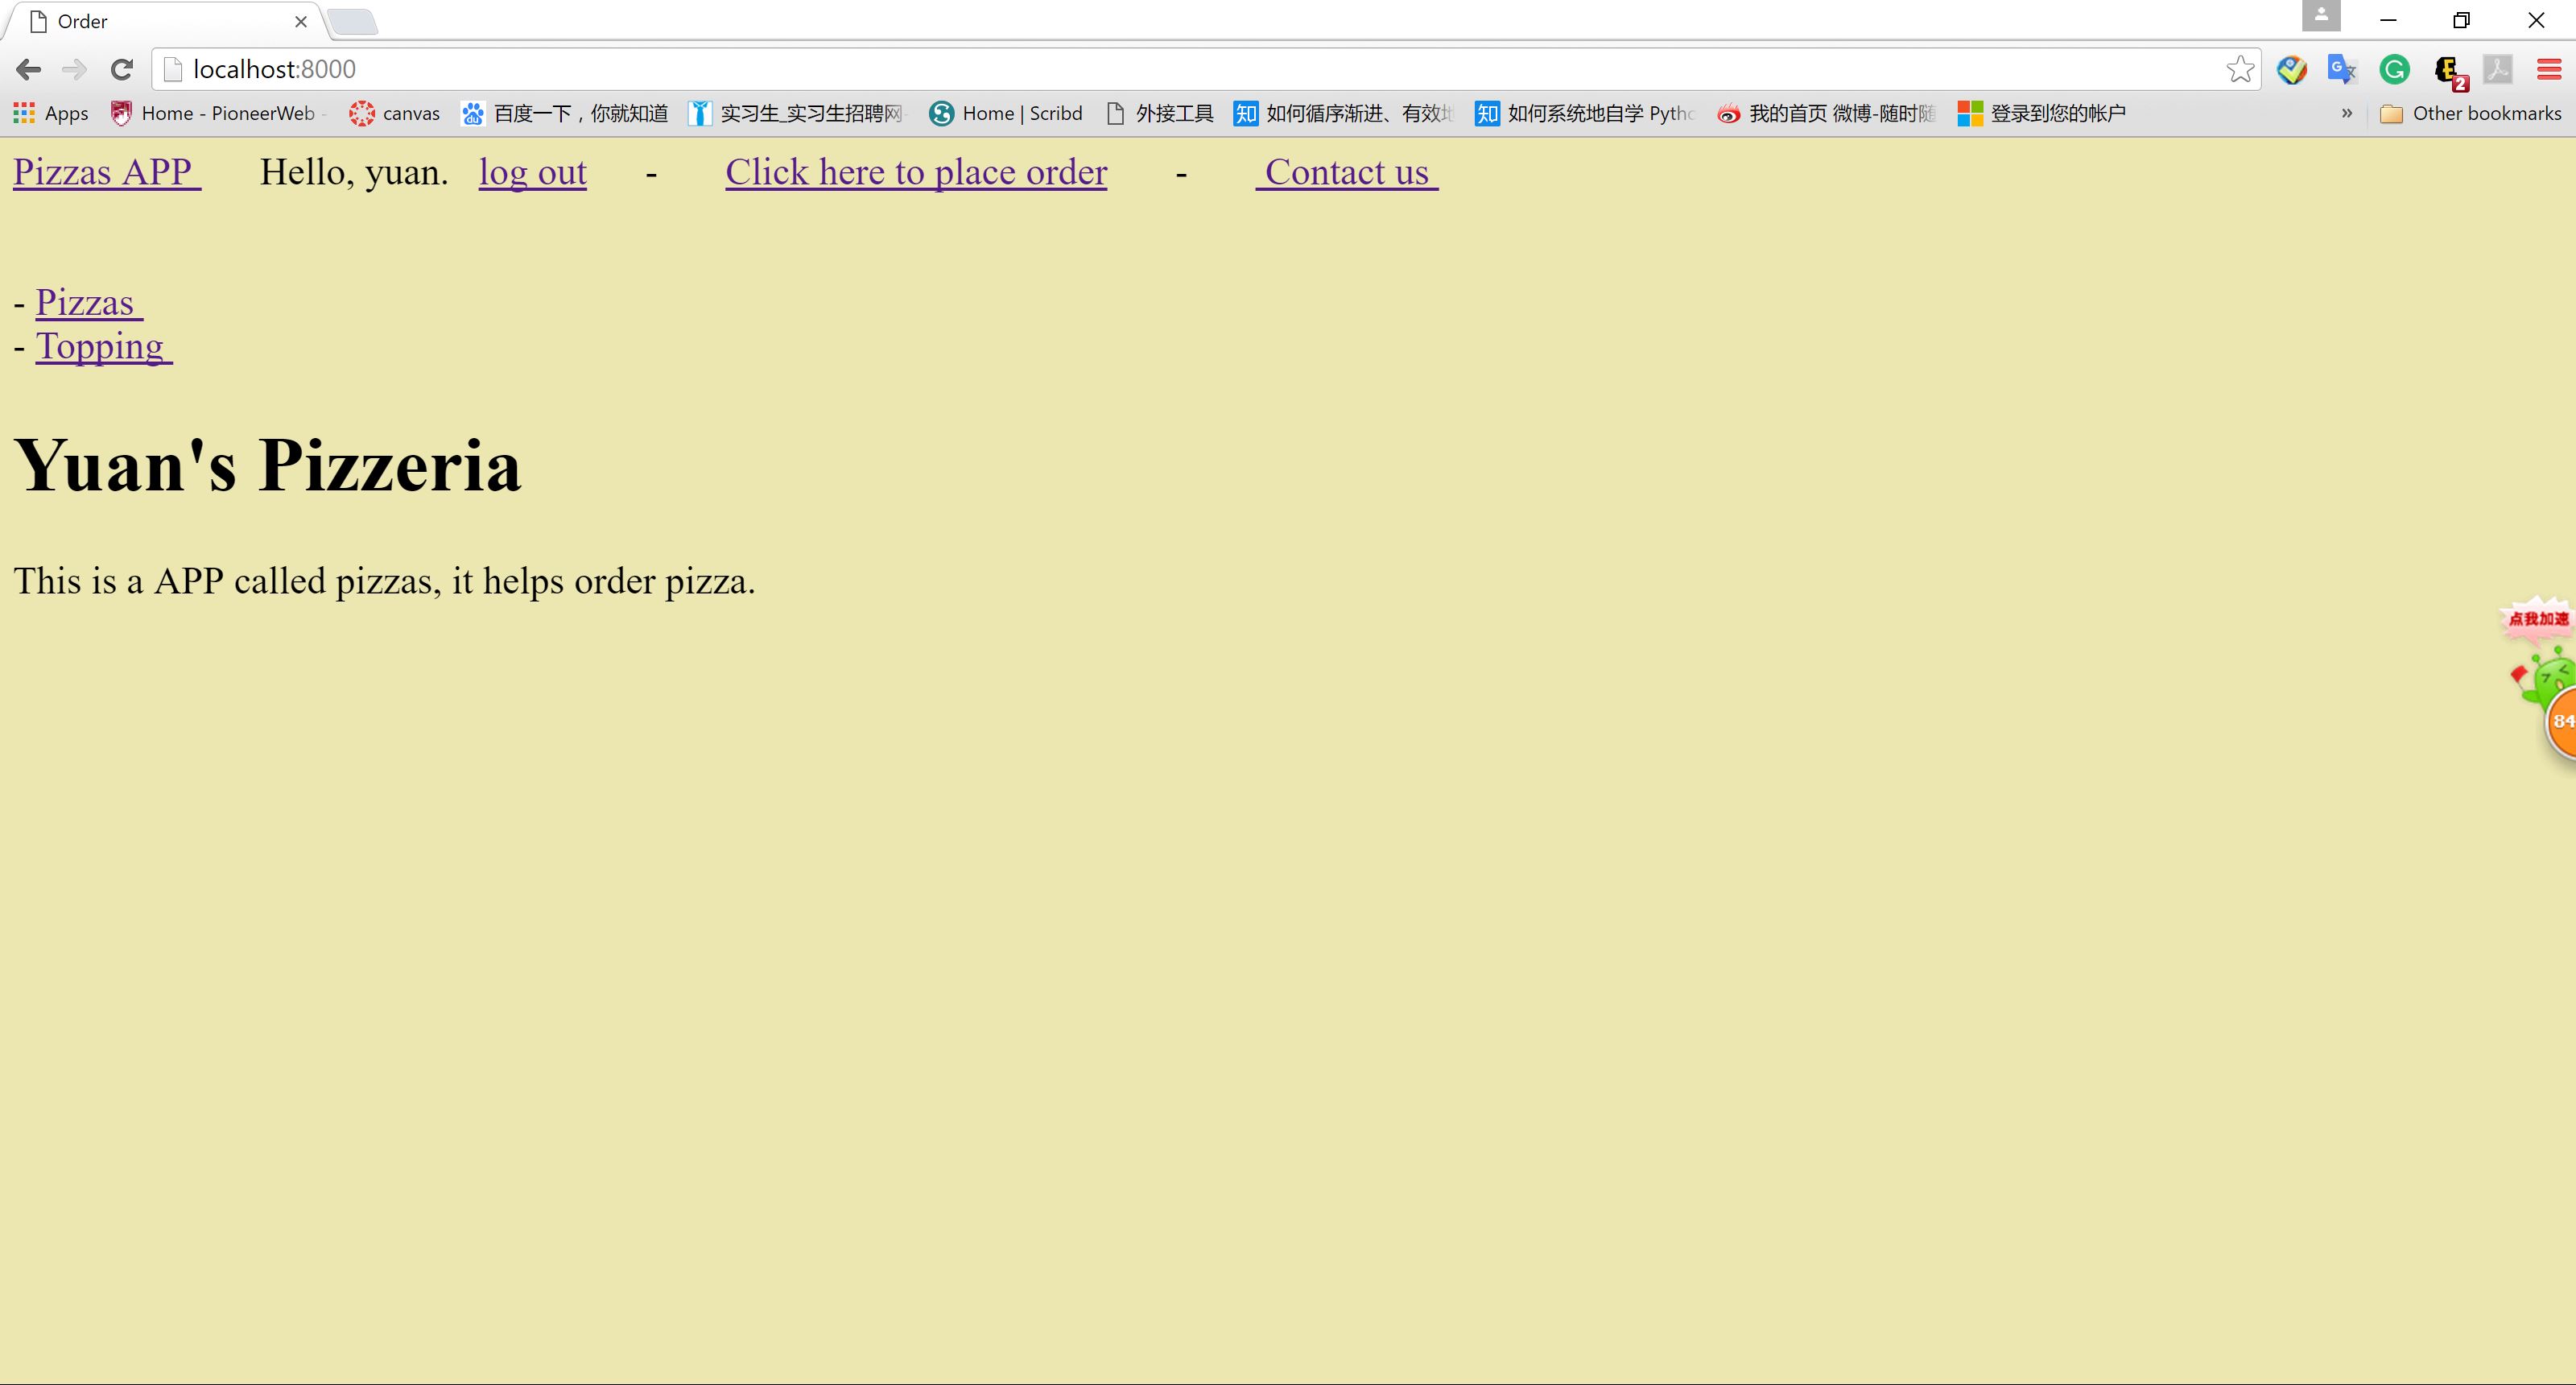 Order
localhost:8000
Apps Home - PioneerWeb - canvas 百度一下，你就知道 实习生_实习生招聘网 Home | Scribd 外接工具 如何循序渐进、有效 如何系统地自学 Pyth 我的首页 微博-随时随 登录到您的帐户 » Other bookmarks
Pizzas APP Hello, yuan. log out - Click here to place order - Contact us
- Pizzas
- Topping
Yuan's Pizzeria
This is a APP called pizzas, it helps order pizza.
点我加速
84
2